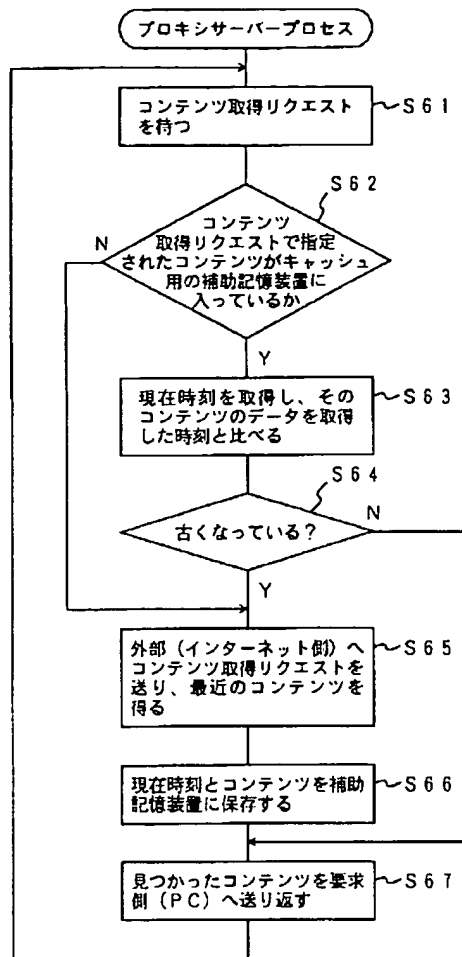 プロキシサーバープロセス
コンテンツ取得リクエスト
を待つ
S61
S62
コンテンツ
取得リクエストで指定
されたコンテンツがキャッシュ
用の補助記憶装置に
入っているか
N
Y
現在時刻を取得し、その
コンテンツのデータを取得
した時刻と比べる
S63
S64
古くなっている?
N
Y
外部(インターネット側)へ
コンテンツ取得リクエストを
送り、最近のコンテンツを
得る
S65
現在時刻とコンテンツを補助
記憶装置に保存する
S66
見つかったコンテンツを要求
側(PC)へ送り返す
S67